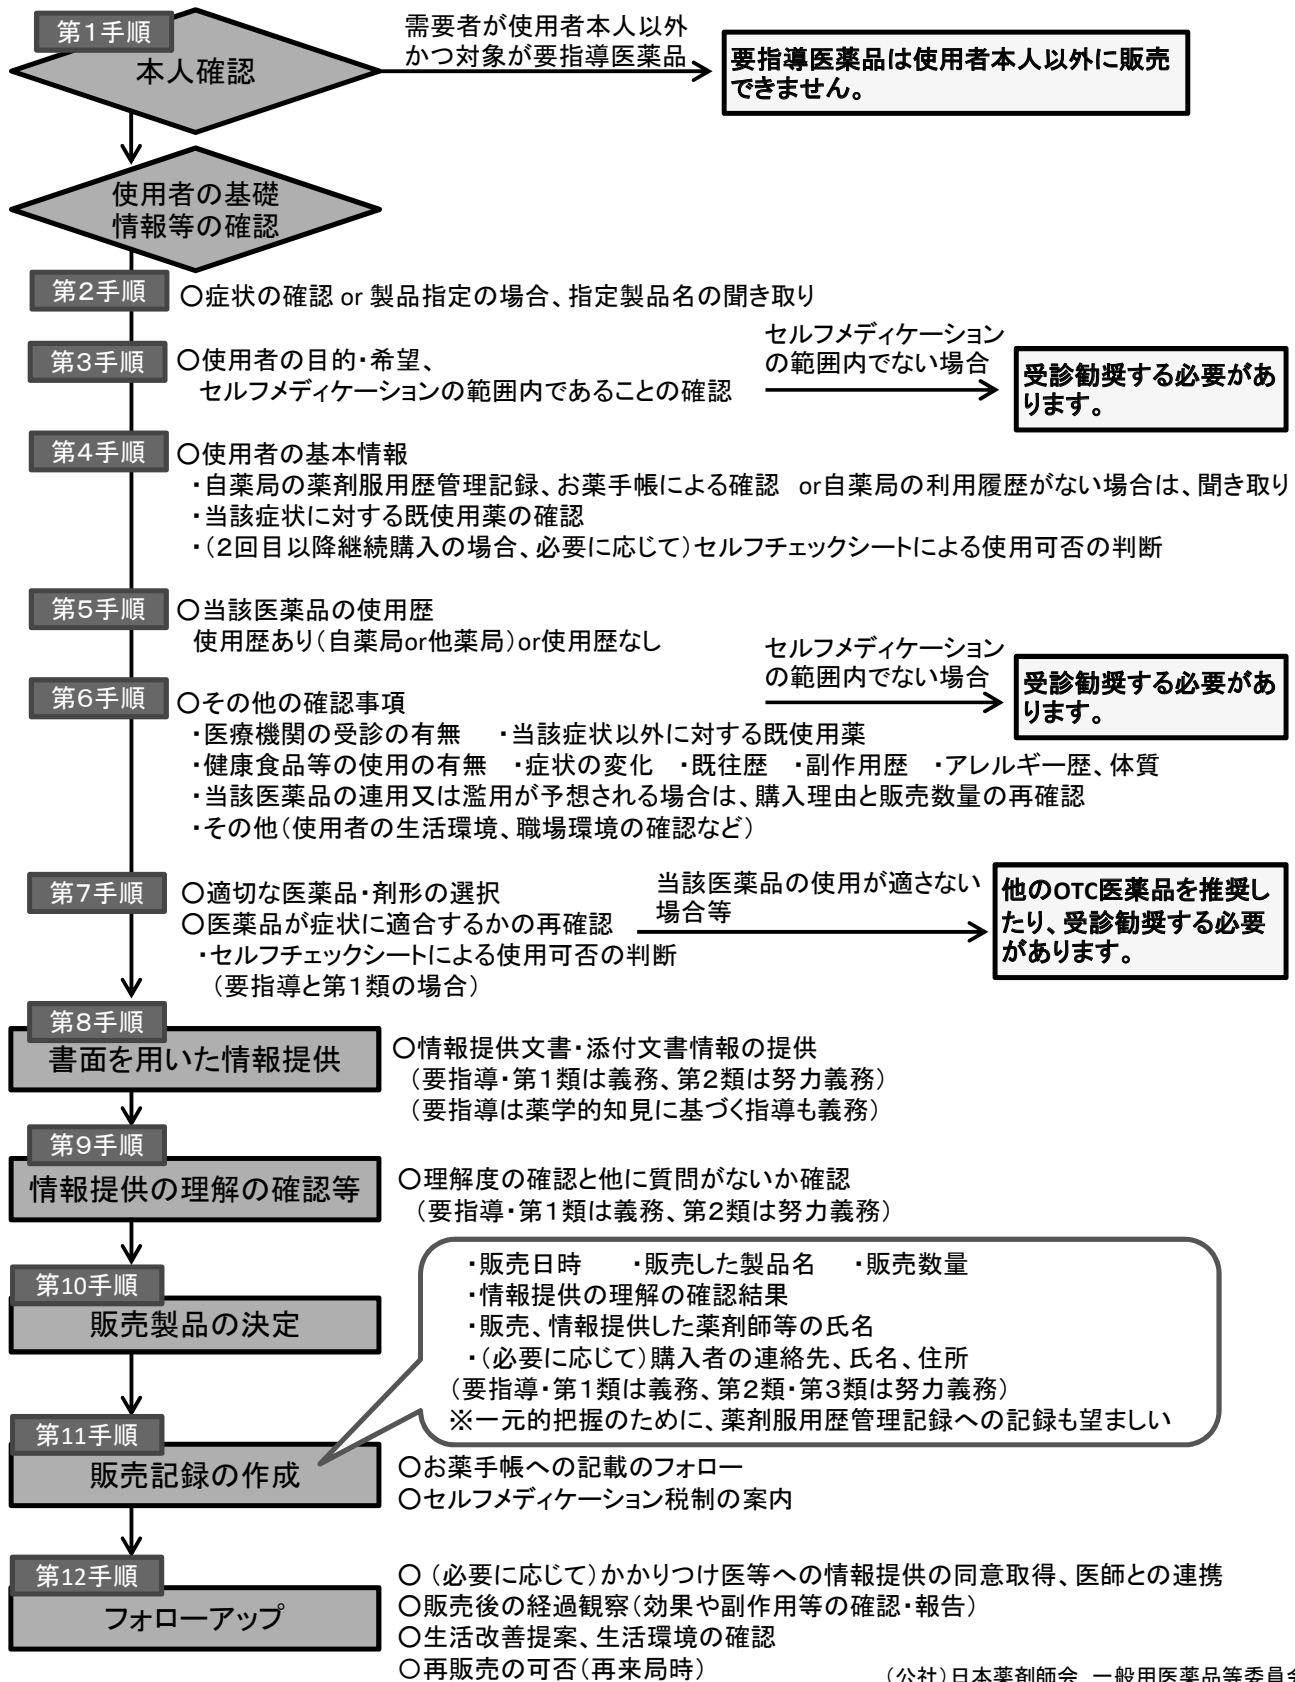 第1手順
本人確認
需要者が使用者本人以外
かつ対象が要指導医薬品
要指導医薬品は使用者本人以外に販売
できません。
使用者の基礎
情報等の確認
第2手順
○症状の確認 or 製品指定の場合、指定製品名の聞き取り
第3手順
○使用者の目的・希望、
セルフメディケーションの範囲内であることの確認
セルフメディケーション
の範囲内でない場合
受診勧奨する必要があ
ります。
第4手順
○使用者の基本情報
・自薬局の薬剤服用歴管理記録、お薬手帳による確認 or自薬局の利用履歴がない場合は、聞き取り
・当該症状に対する既使用薬の確認
・(2回目以降継続購入の場合、必要に応じて)セルフチェックシートによる使用可否の判断
第5手順
○当該医薬品の使用歴
使用歴あり(自薬局or他薬局)or使用歴なし
セルフメディケーション
の範囲内でない場合
受診勧奨する必要があ
ります。
第6手順
○その他の確認事項
・医療機関の受診の有無 ・当該症状以外に対する既使用薬
・健康食品等の使用の有無 ・症状の変化 ・既往歴 ・副作用歴 ・アレルギー歴、体質
・当該医薬品の連用又は濫用が予想される場合は、購入理由と販売数量の再確認
・その他(使用者の生活環境、職場環境の確認など)
第7手順
○適切な医薬品・剤形の選択
○医薬品が症状に適合するかの再確認
・セルフチェックシートによる使用可否の判断
(要指導と第1類の場合)
当該医薬品の使用が適さない
場合等
他のOTC医薬品を推奨し
たり、受診勧奨する必要
があります。
第8手順
書面を用いた情報提供
○情報提供文書・添付文書情報の提供
(要指導・第1類は義務、第2類は努力義務)
(要指導は薬学的知見に基づく指導も義務)
第9手順
情報提供の理解の確認等
○理解度の確認と他に質問がないか確認
(要指導・第1類は義務、第2類は努力義務)
第10手順
販売製品の決定
・販売日時 ・販売した製品名 ・販売数量
・情報提供の理解の確認結果
・販売、情報提供した薬剤師等の氏名
・(必要に応じて)購入者の連絡先、氏名、住所
(要指導・第1類は義務、第2類・第3類は努力義務)
※一元的把握のために、薬剤服用歴管理記録への記録も望ましい
第11手順
販売記録の作成
○お薬手帳への記載のフォロー
○セルフメディケーション税制の案内
第12手順
フォローアップ
○ (必要に応じて)かかりつけ医等への情報提供の同意取得、医師との連携
○販売後の経過観察(効果や副作用等の確認・報告)
○生活改善提案、生活環境の確認
○再販売の可否(再来局時)
(公社)日本薬剤師会 一般用医薬品等委員会